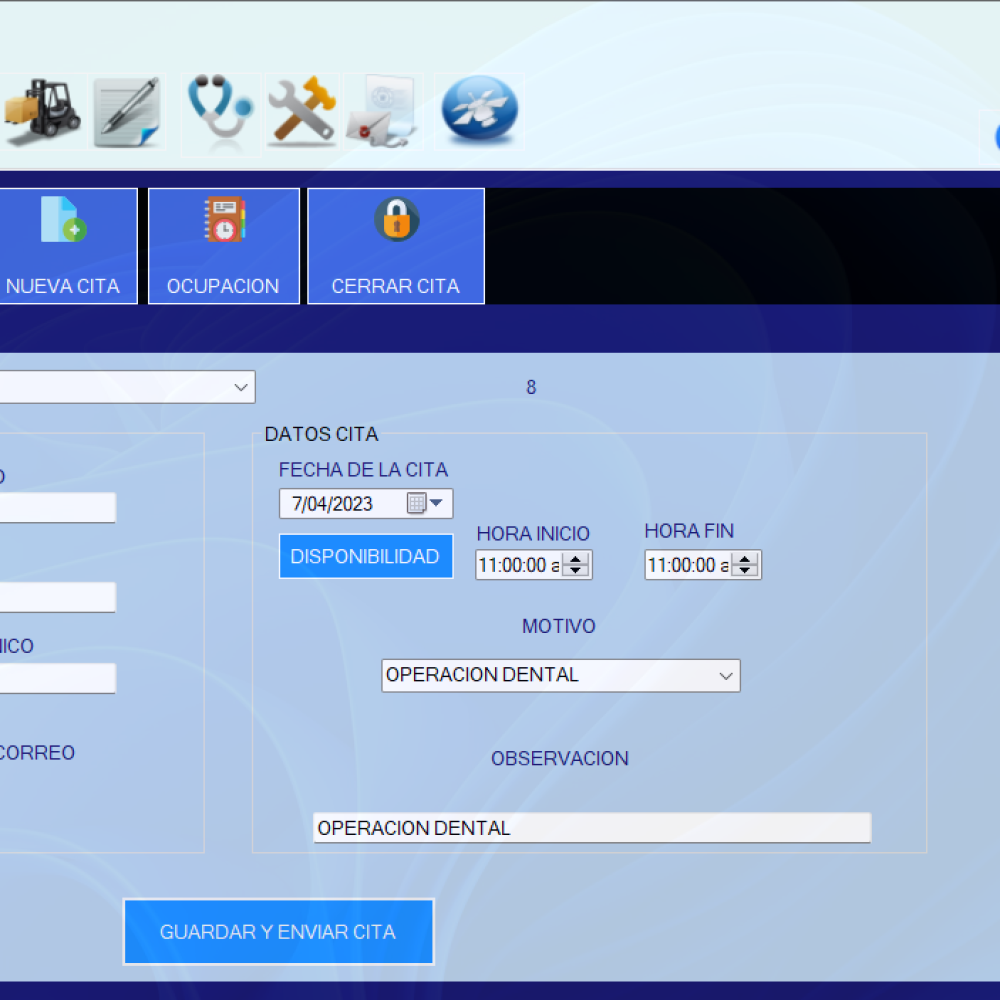 NUEVA CITA
OCUPACION
CERRAR CITA
8
DATOS CITA
FECHA DE LA CITA
7/04/2023
DISPONIBILIDAD
HORA INICIO
HORA FIN
11:00:00 a
11:00:00 a
MOTIVO
OPERACION DENTAL
CORREO
OBSERVACION
OPERACION DENTAL
GUARDAR Y ENVIAR CITA